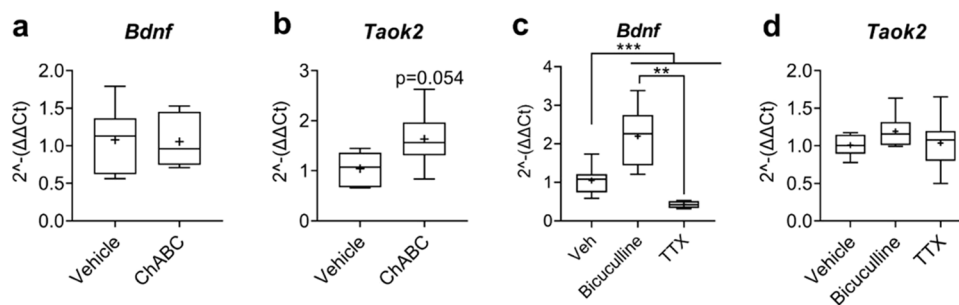 a
Bdnf
2^-(ΔΔCt)
2.0
1.5
1.0
0.5
0.0
Vehicle
ChABC
b
Taok2
2^-(ΔΔCt)
3
2
1
0
p=0.054
Vehicle
ChABC
c
Bdnf
2^-(ΔΔCt)
4
3
2
1
0
***
**
Veh
Bicuculline
TTX
d
Taok2
2^-(ΔΔCt)
2.0
1.5
1.0
0.5
0.0
Vehicle
Bicuculline
TTX